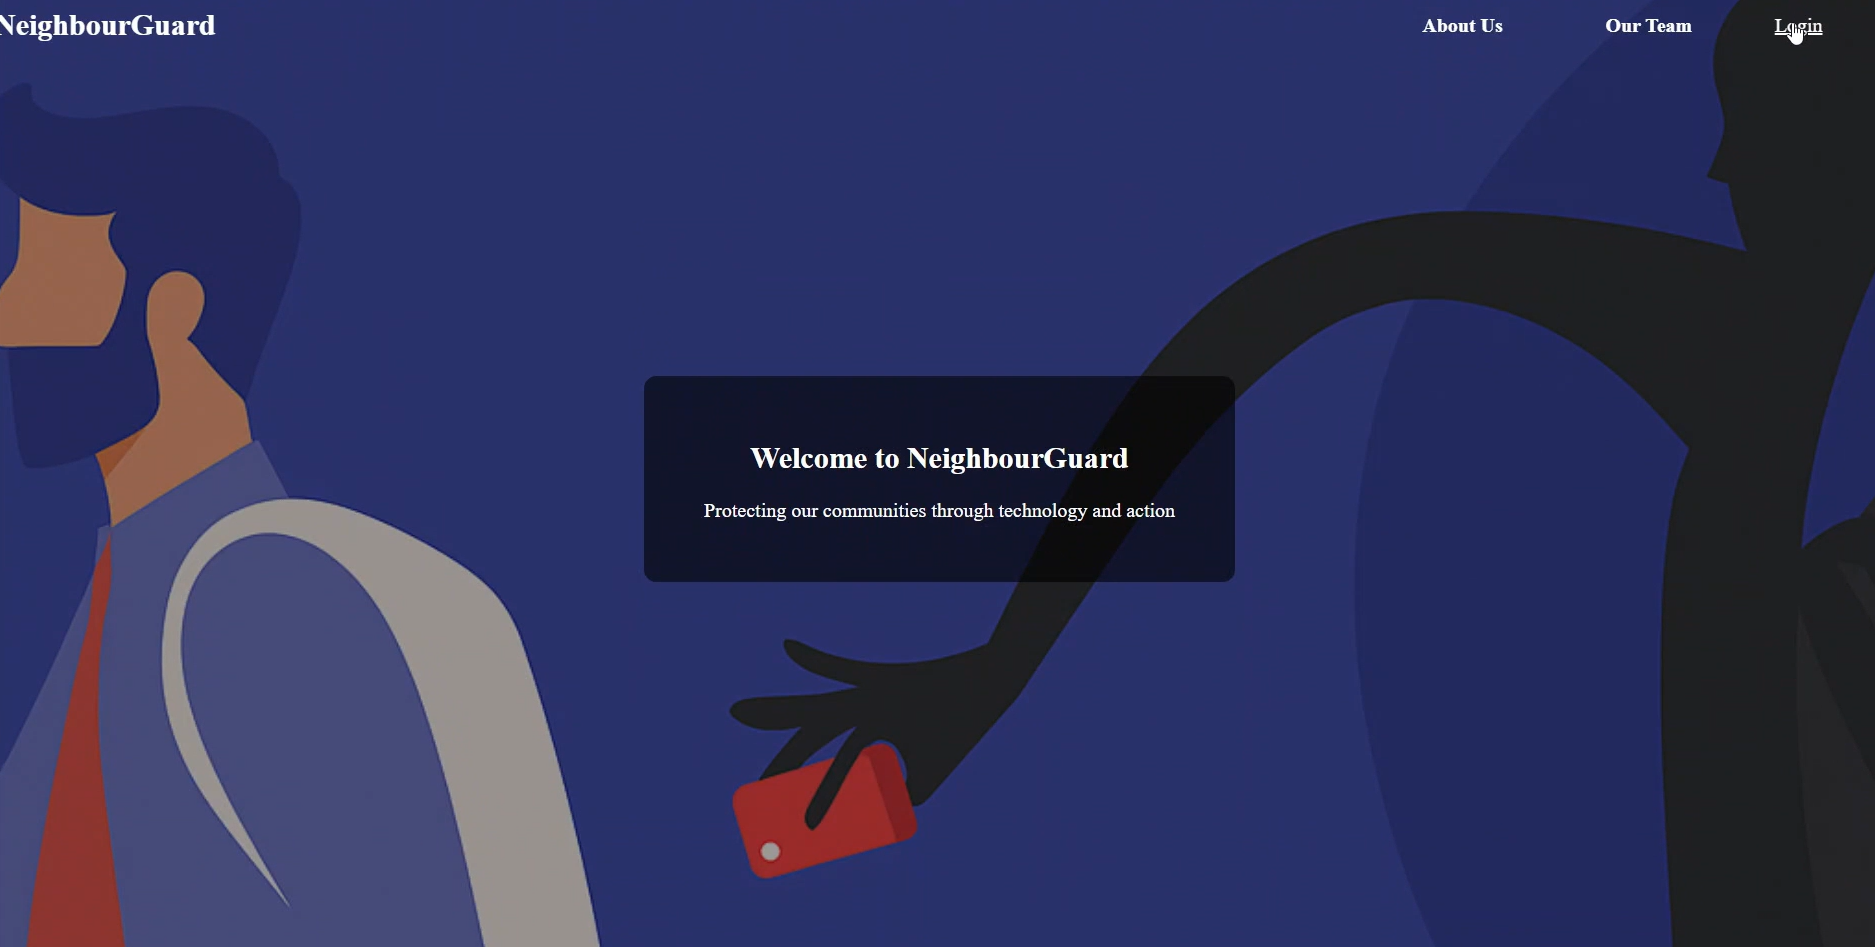 NeighbourGuard
About Us
Our Team
Login
Welcome to NeighbourGuard
Protecting our communities through technology and action